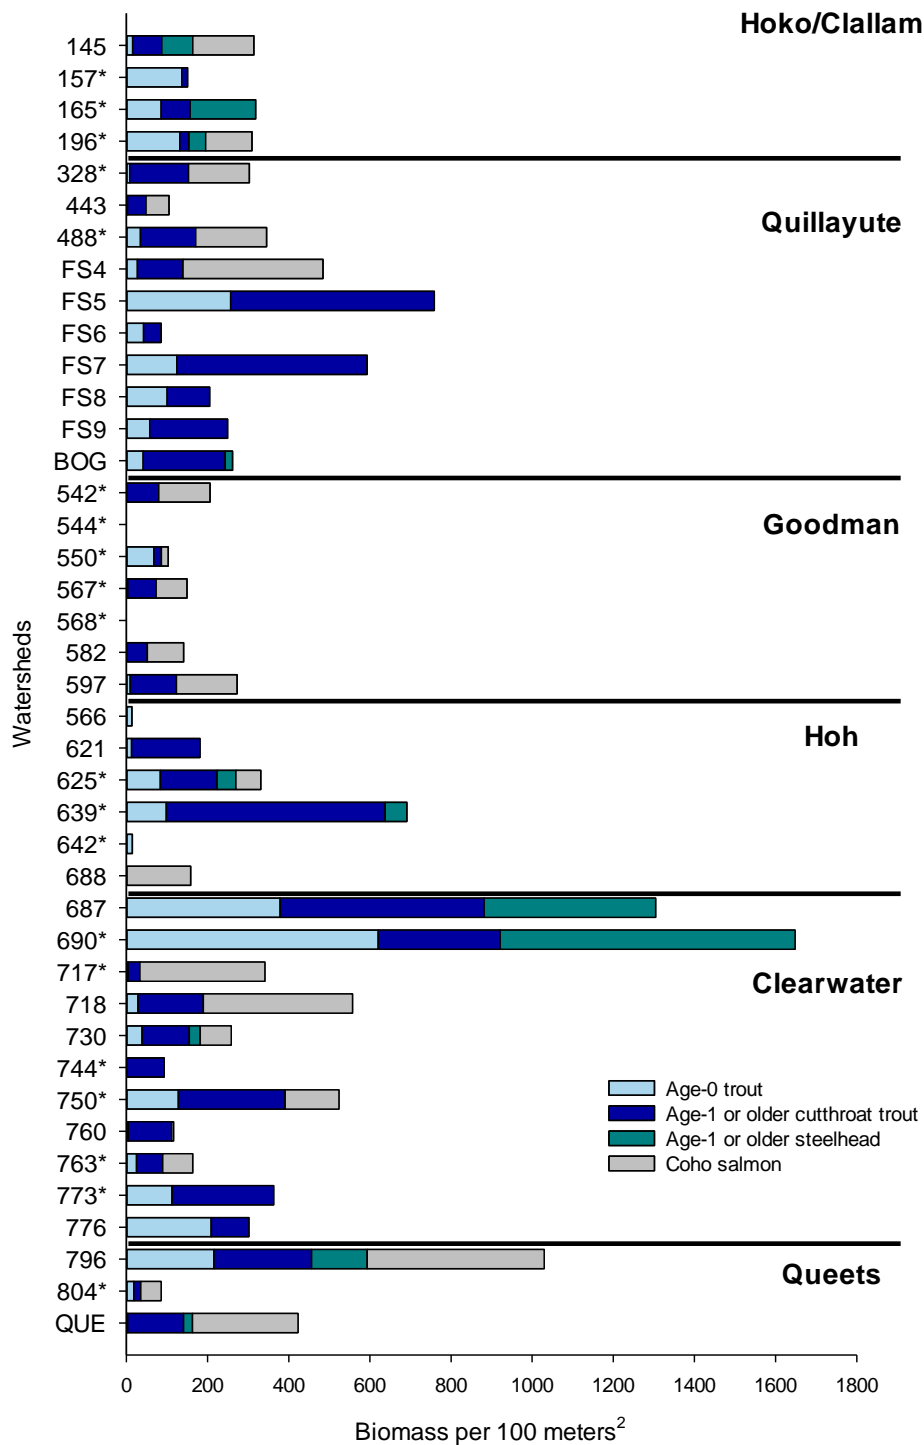 Hoko/Clallam
145
157*
165*
196*
328*
443
Quillayute
488*
FS4
FS5
FS6
FS7
FS8
FS9
BOG
542*
544*
Goodman
550*
567*
568*
582
597
566
Hoh
621
625*
639*
642*
688
687
690*
717*
Clearwater
718
730
744*
750*
760
763*
773*
776
796
Queets
804*
QUE
Watersheds
Age-0 trout
Age-1 or older cutthroat trout
Age-1 or older steelhead
Coho salmon
0 200 400 600 800 1000 1200 1400 1600 1800
Biomass per 100 meters²